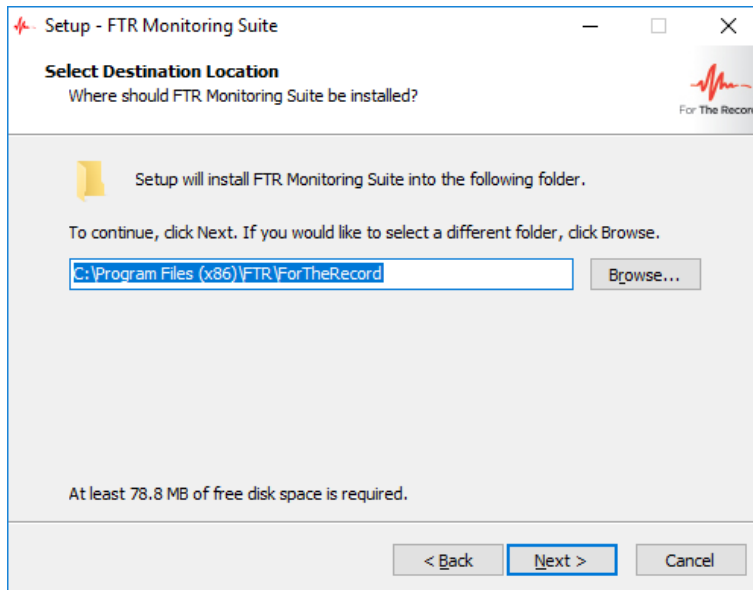 Setup - FTR Monitoring Suite
Select Destination Location
Where should FTR Monitoring Suite be installed?
For The Recor
Setup will install FTR Monitoring Suite into the following folder.
To continue, click Next. If you would like to select a different folder, click Browse.
C:\Program Files (x86)\FTR\ForTheRecord
Browse...
At least 78.8 MB of free disk space is required.
< Back
Next >
Cancel